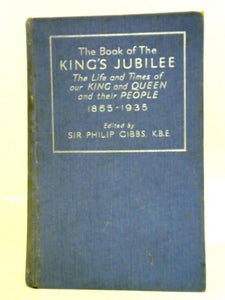 The Book of The
KING'S JUBILEE
The Life and Times of
our KING and QUEEN
and their PEOPLE
1865-1935
Edited by
SIR PHILIP GIBBS, K.B.E.